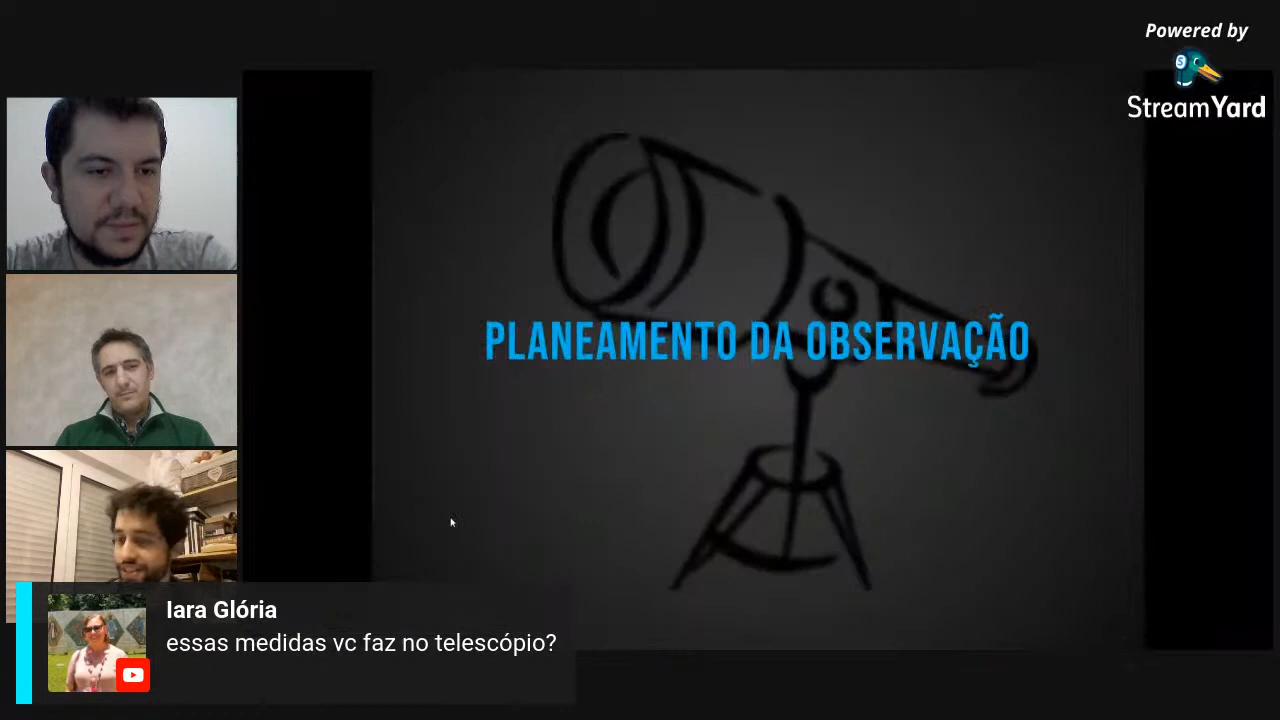 Powered by
StreamYard
PLANEAMENTO DA OBSERVAÇÃO
Iara Glória
essas medidas vc faz no telescópio?